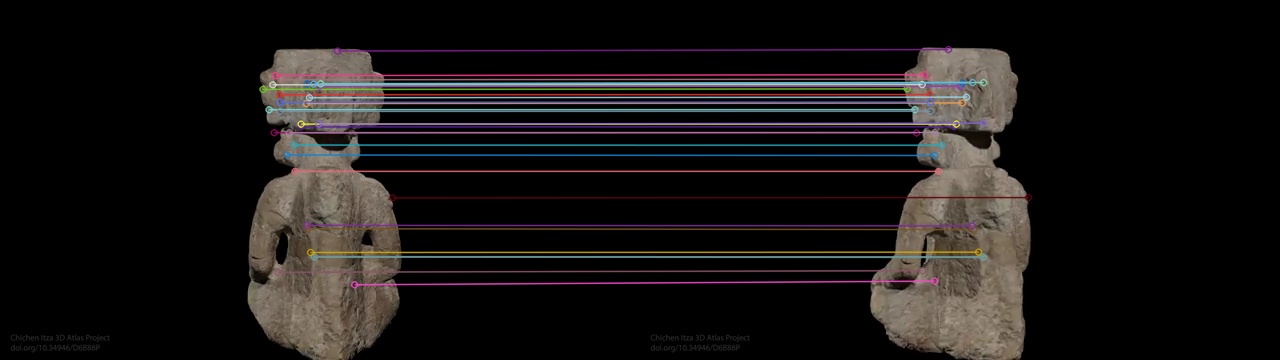 Chichen Itza 3D Atlas Project
doi.org/10.34946/D6B88P
Chichen Itza 3D Atlas Project
doi.org/10.34946/D6B88P